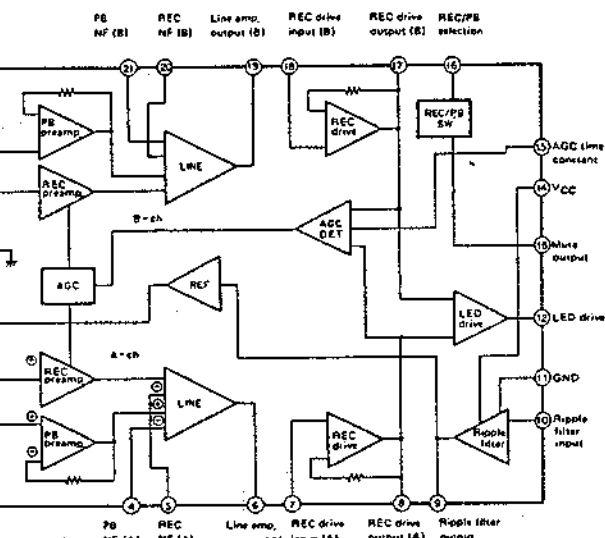 PB REC Line amp, REC drive REC drive REC/PB
NF (B) NF (B) output (B) input (B) output (B) selection
21 20 19 18 17 16
PB
preamp
REC
drive
REC/PB
SW
LINE
REC
preamp
15 AGC time
constant
14 VCC
B-ch
AGC
DET
Mute
output
AGC
REF
LED
drive
12 LED drive
A-ch
11 GND
REC
preamp
LINE
PB
preamp
REC
drive
Ripple
filter
10 Ripple
filter
input
4 5 6 7 8 9
PB REC Line amp, REC drive REC drive Ripple filter
output (A)